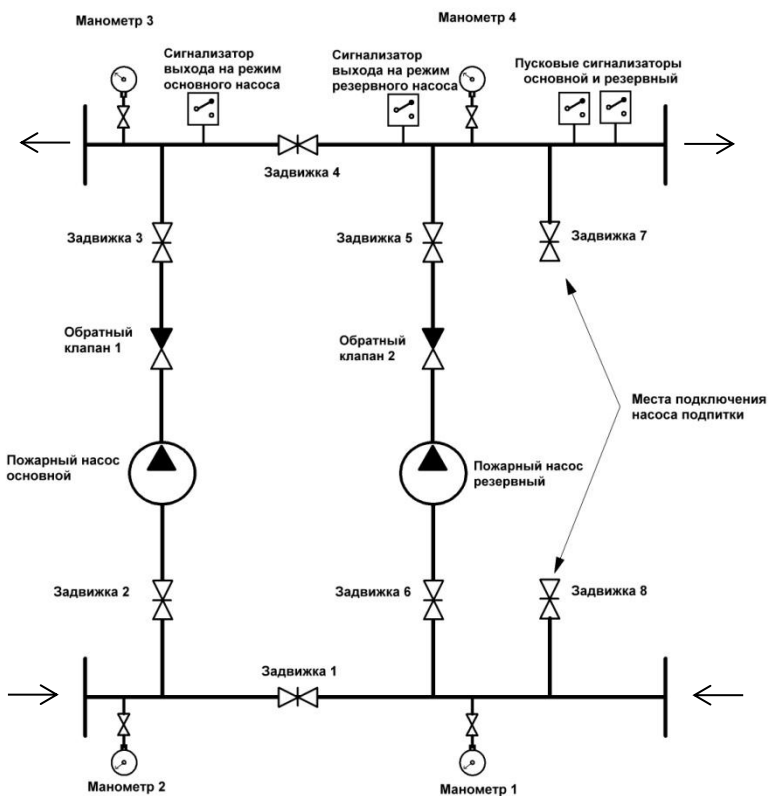 Манометр 3
Манометр 4
Сигнализатор
выхода на режим
основного насоса
Сигнализатор
выхода на режим
резервного насоса
Пусковые сигнализаторы
основной и резервный
Задвижка 4
Задвижка 3
Задвижка 5
Задвижка 7
Обратный
клапан 1
Обратный
клапан 2
Места подключения
насоса подпитки
Пожарный насос
основной
Пожарный насос
резервный
Задвижка 2
Задвижка 6
Задвижка 8
Задвижка 1
Манометр 2
Манометр 1